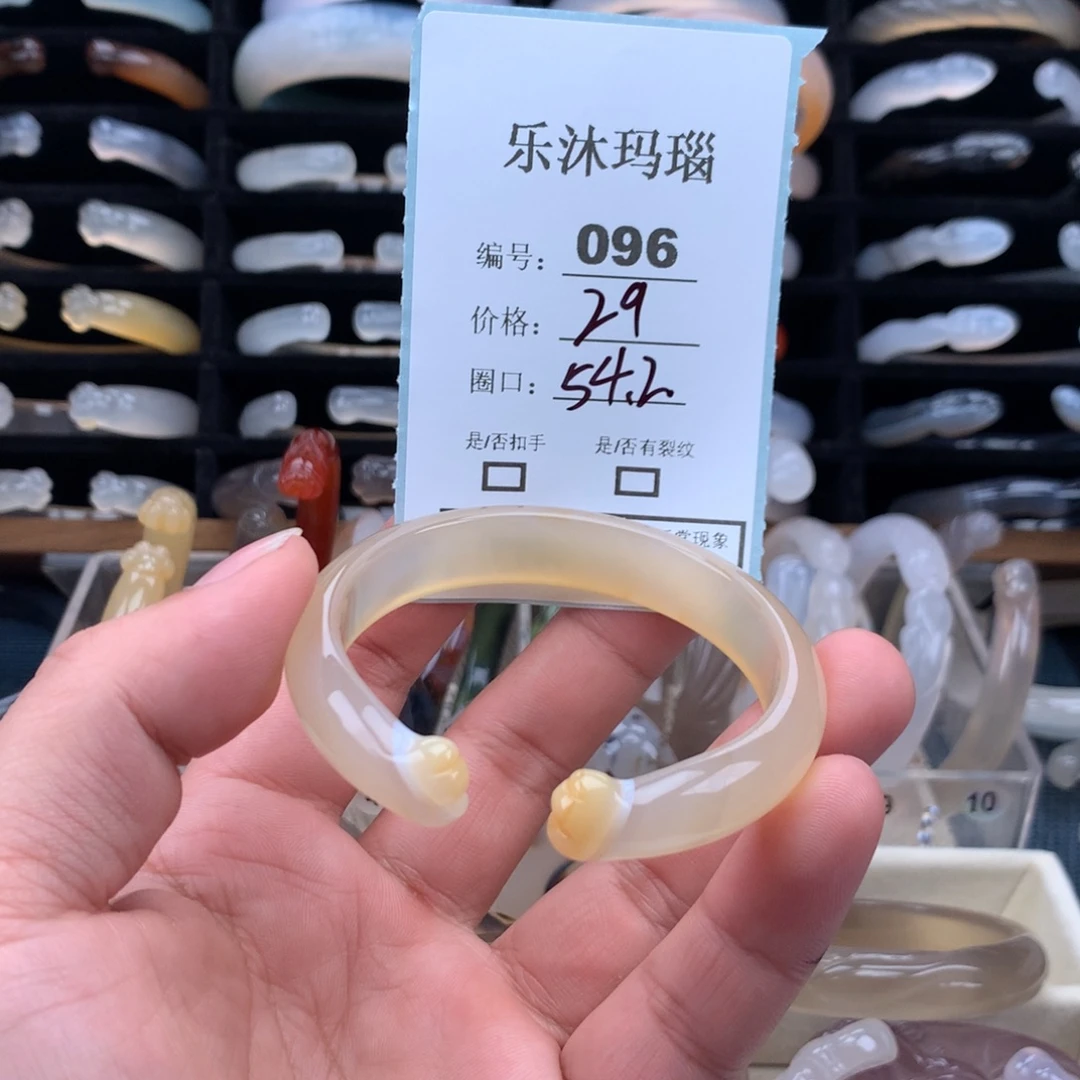 乐沐玛瑙
编号： 096
价格： 29
圈口： 54.2
是/否扣手 是/否有裂纹
现象
10